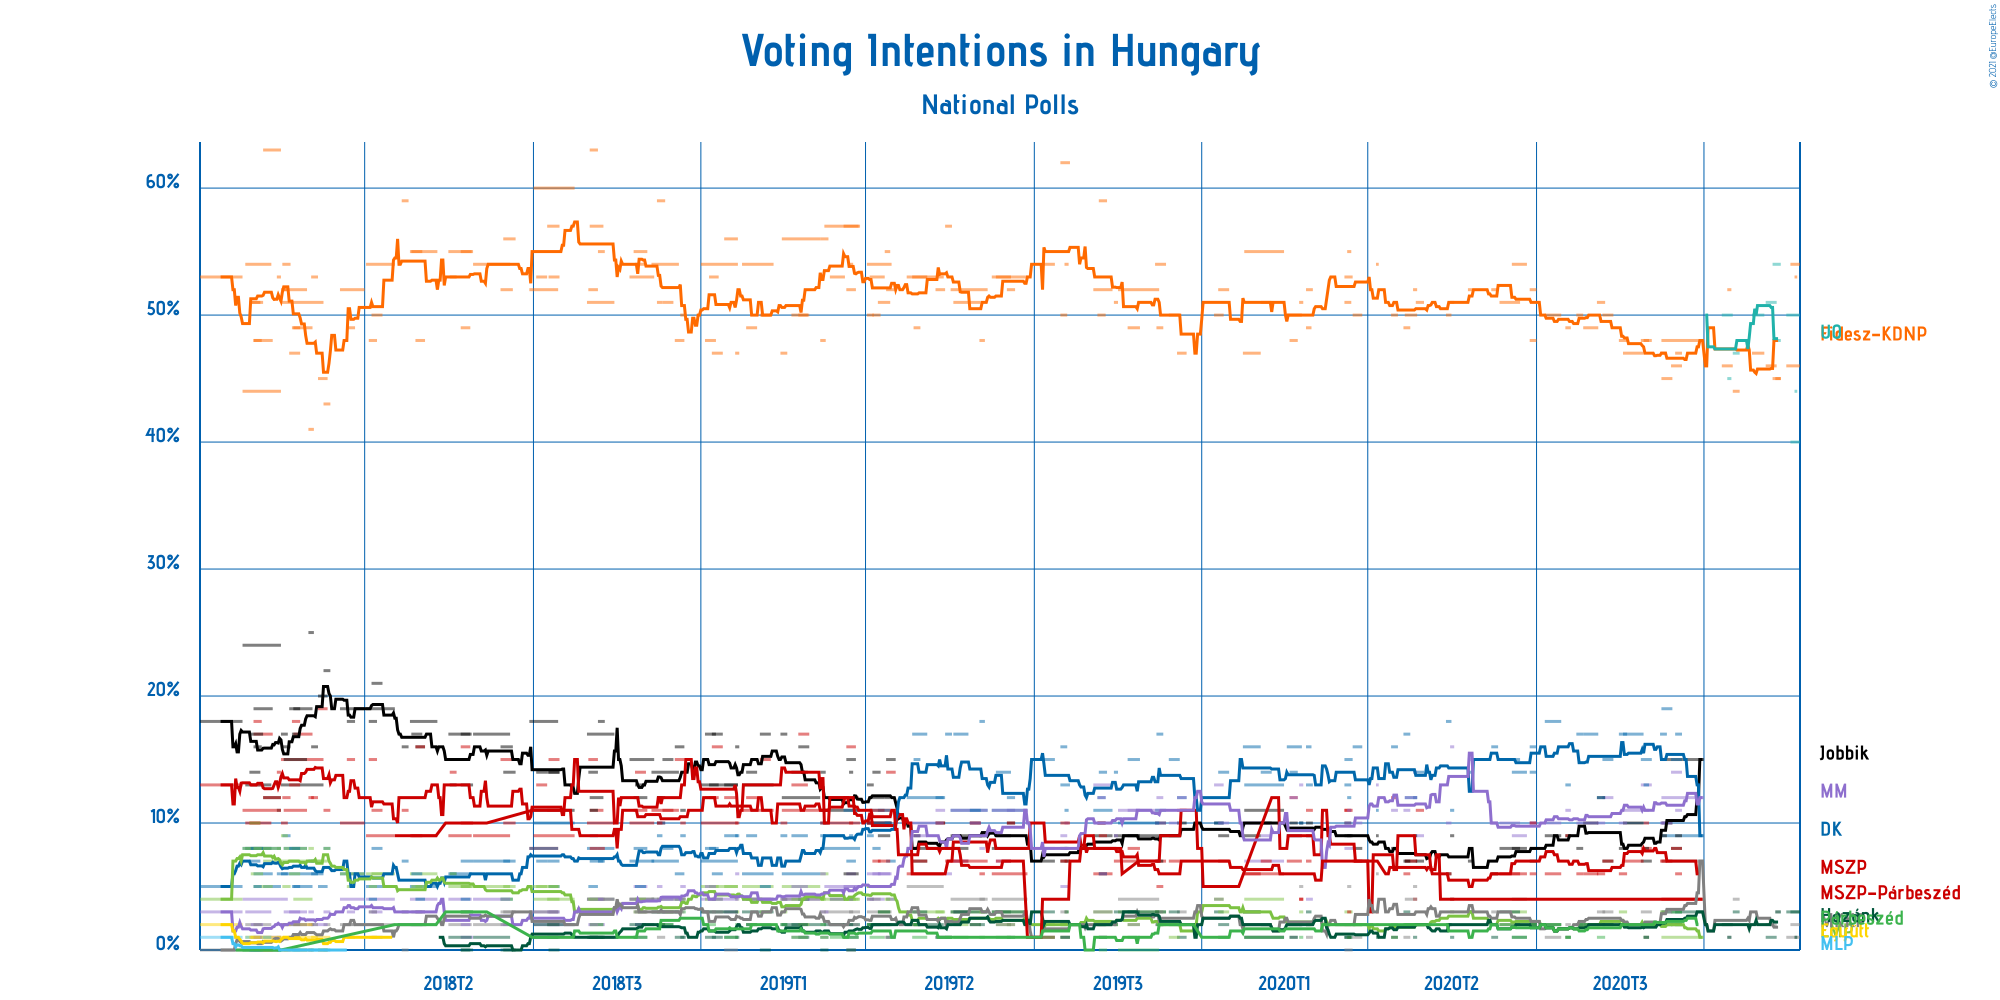 © 2021 @EuropeElects
Voting Intentions in Hungary
National Polls
60%
50%
40%
30%
20%
10%
0%
Fidesz-KDNP
UO
Jobbik
MM
DK
MSZP
MSZP-Párbeszéd
MLP
2018T2
2018T3
2019T1
2019T2
2019T3
2020T1
2020T2
2020T3